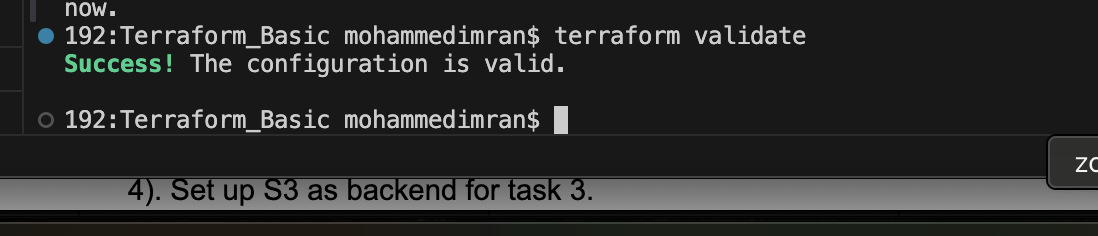 now.
192:Terraform_Basic mohammedimran$ terraform validate
Success! The configuration is valid.
192:Terraform_Basic mohammedimran$
zo
4). Set up S3 as backend for task 3.